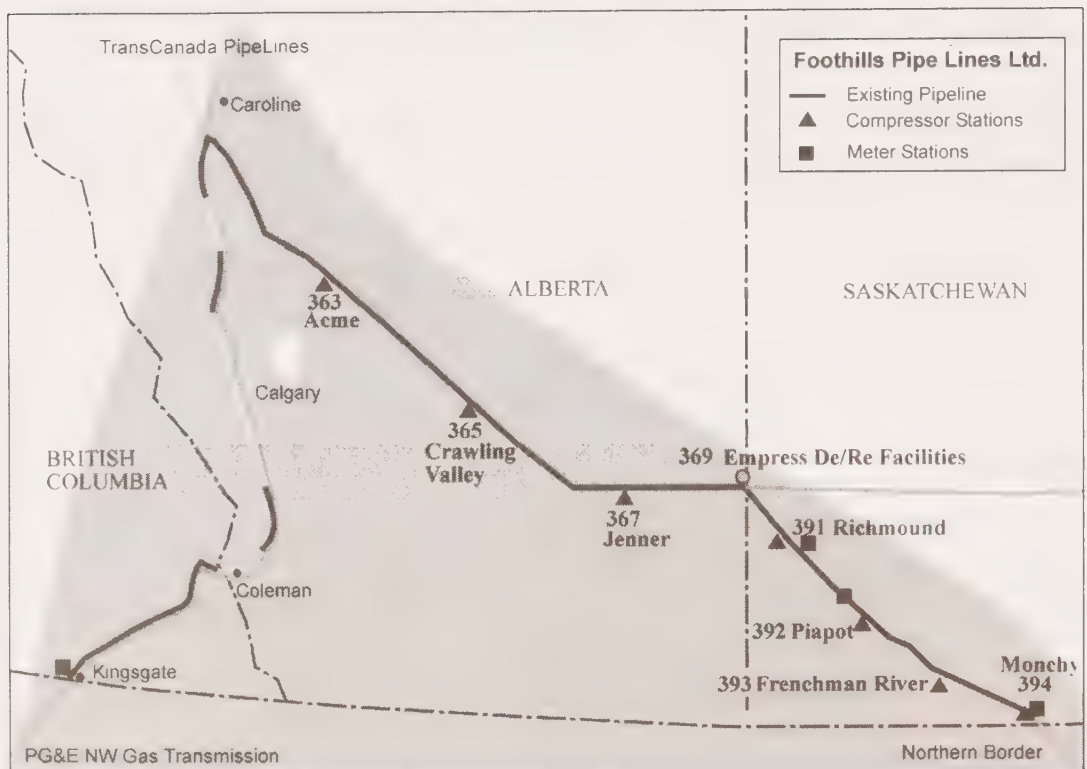 TransCanada PipeLines
Caroline
Foothills Pipe Lines Ltd.
Existing Pipeline
Compressor Stations
Meter Stations
363
Acme
ALBERTA
SASKATCHEWAN
Calgary
365
Crawling
Valley
BRITISH
COLUMBIA
369 Empress De/Re Facilities
367
Jenner
391 Richmound
Coleman
392 Piapot
Kingsgate
393 Frenchman River
Monchy
394
PG&E NW Gas Transmission
Northern Border